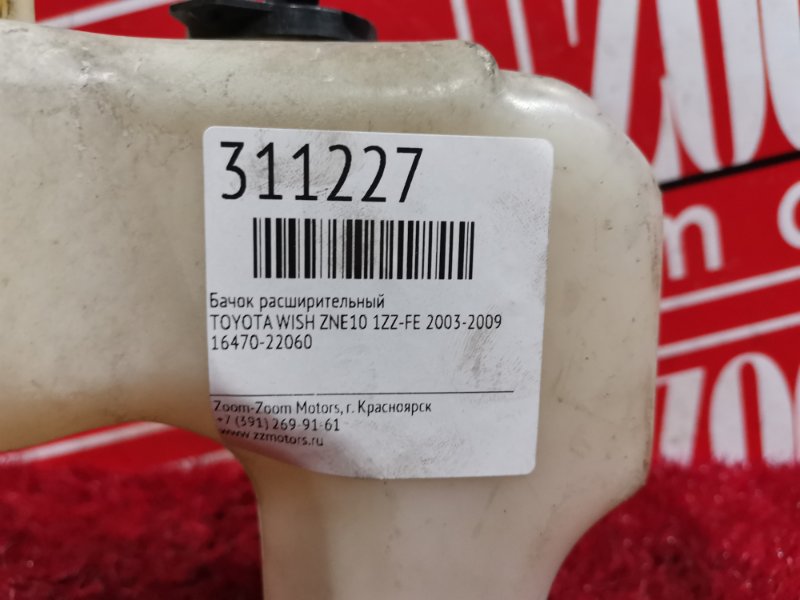 311227
Бачок расширительный
TOYOTA WISH ZNE10 1ZZ-FE 2003-2009
16470-22060
Zoom-Zoom Motors, г. Красноярск
+7 (391) 269-91-61
www.zzmotors.ru